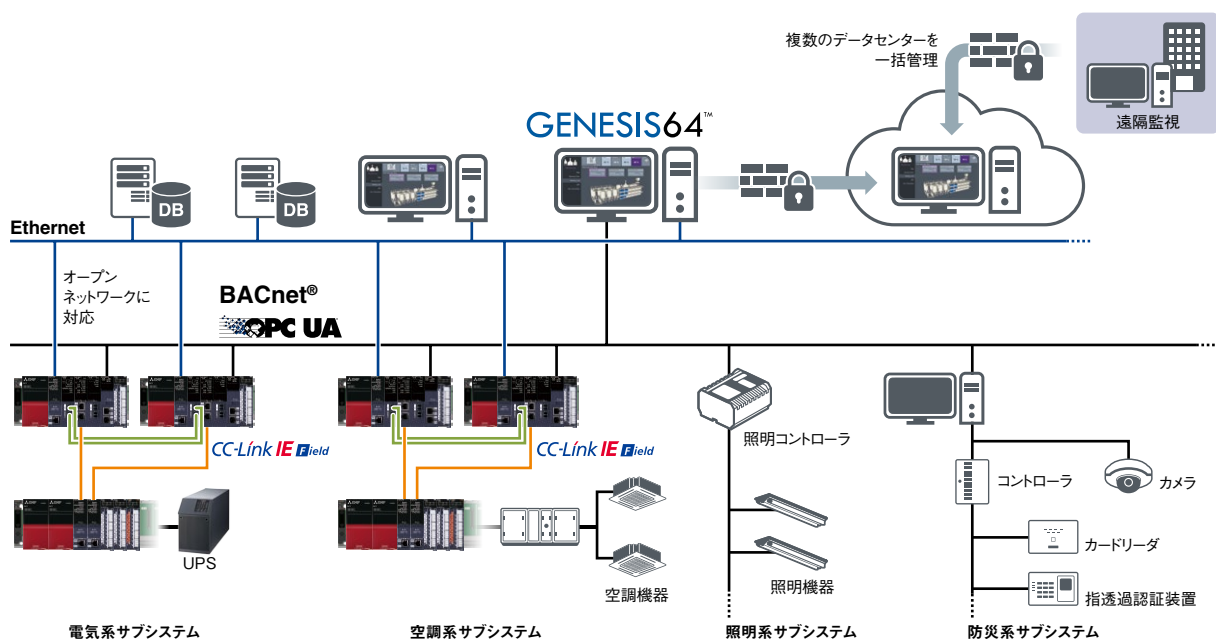 複数のデータセンターを
一括管理
遠隔監視
GENESIS64™
DB
DB
Ethernet
オープン
ネットワークに
対応
BACnet®
OPC UA
CC-Link IE Field
CC-Link IE Field
照明コントローラ
コントローラ
カメラ
UPS
空調機器
照明機器
カードリーダ
指透過認証装置
電気系サブシステム
空調系サブシステム
照明系サブシステム
防災系サブシステム